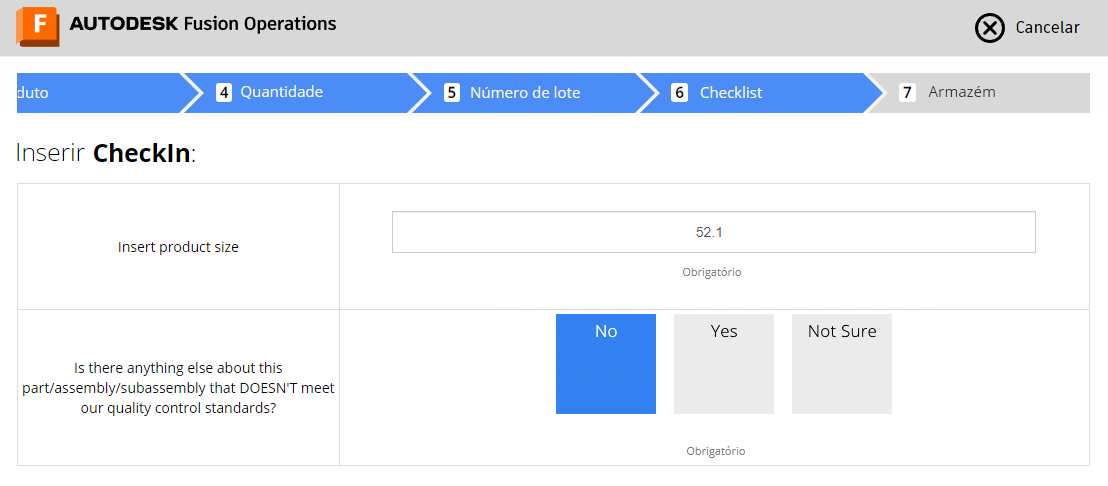 F AUTODESK Fusion Operations
Cancelar
duto
4 Quantidade
5 Número de lote
6 Checklist
7 Armazém
Inserir CheckIn:
Insert product size
52.1
Obrigatório
Is there anything else about this
part/assembly/subassembly that DOESN'T meet
our quality control standards?
No
Yes
Not Sure
Obrigatório